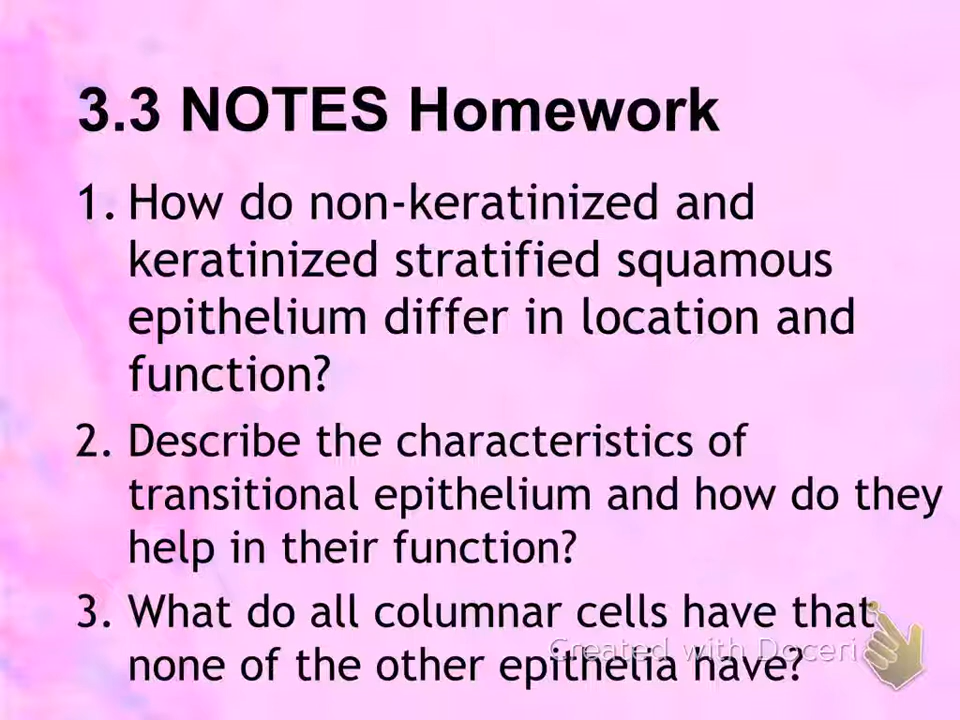 3.3 NOTES Homework
1. How do non-keratinized and
keratinized stratified squamous
epithelium differ in location and
function?
2. Describe the characteristics of
transitional epithelium and how do they
help in their function?
3. What do all columnar cells have that
none of the other epithelia have?
Created with Doceri